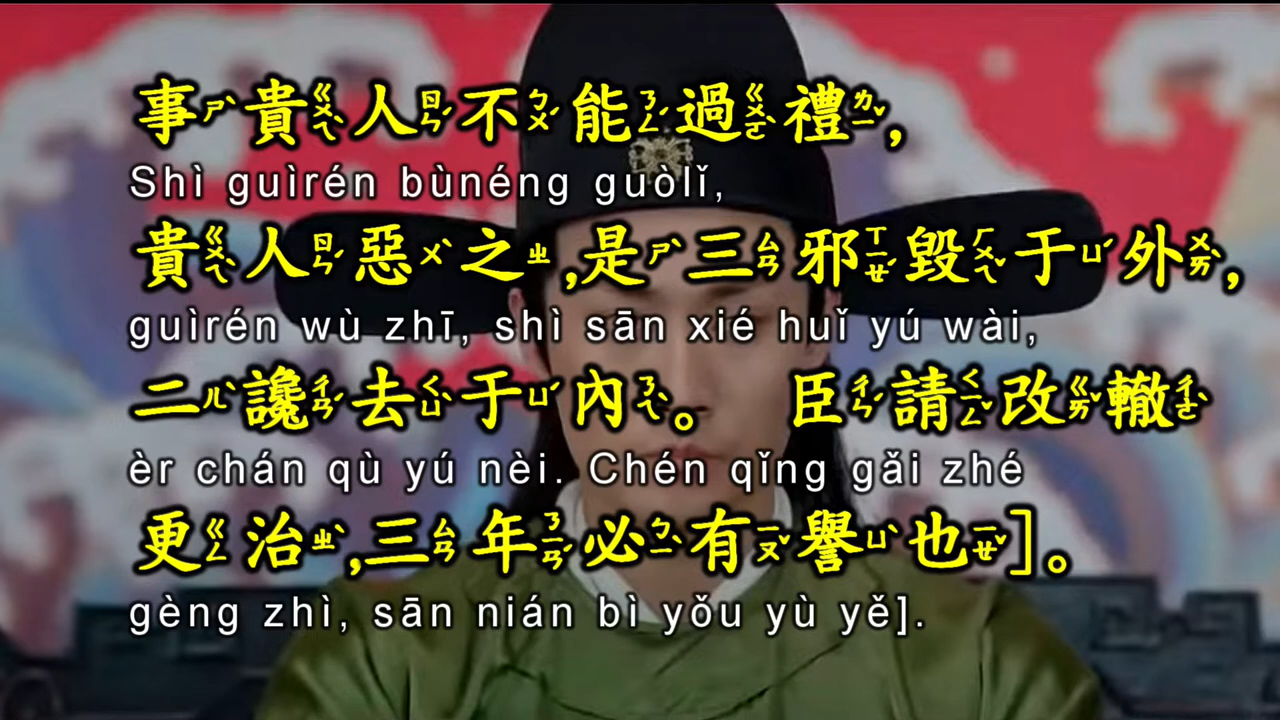 事ㄕˋ貴ㄍㄨㄟˋ人ㄖㄣˊ不ㄅㄨˋ能ㄋㄥˊ過ㄍㄨㄛˋ禮ㄌㄧˇ,
Shì guìrén bùnéng guòlǐ,
貴ㄍㄨㄟˋ人ㄖㄣˊ惡ㄨˋ之ㄓ,是ㄕˋ三ㄙㄢ邪ㄒㄧㄝˊ毀ㄏㄨㄟˇ于ㄩˊ外ㄨㄞˋ,
guìrén wù zhī, shì sān xié huǐ yú wài,
二ㄦˋ讒ㄔㄢˊ去ㄑㄩˋ于ㄩˊ內ㄋㄟˋ。 臣ㄔㄣˊ請ㄑㄧㄥˇ改ㄍㄞˇ轍ㄔㄜˋ
èr chán qù yú nèi. Chén qǐng gǎi zhé
更ㄍㄥ治ㄓˋ,三ㄙㄢ年ㄋㄧㄢˊ必ㄅㄧˋ有ㄧㄡˇ譽ㄩˋ也ㄧㄝˇ]。
gèng zhì, sān nián bì yǒu yù yě].